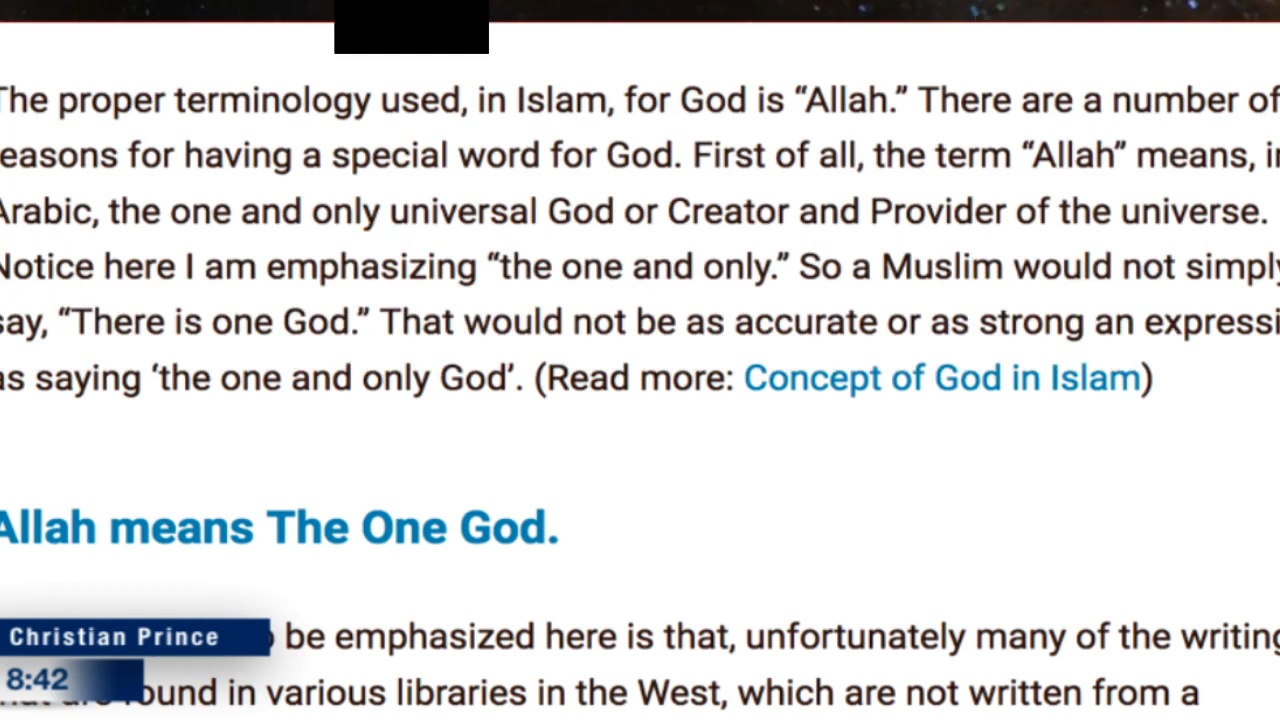 The proper terminology used, in Islam, for God is “Allah.” There are a number of
reasons for having a special word for God. First of all, the term “Allah” means, in
Arabic, the one and only universal God or Creator and Provider of the universe.
Notice here I am emphasizing “the one and only.” So a Muslim would not simply
say, “There is one God.” That would not be as accurate or as strong an expressi
as saying ‘the one and only God’. (Read more: Concept of God in Islam)
Allah means The One God.
Christian Prince
be emphasized here is that, unfortunately many of the writing
8:42
found in various libraries in the West, which are not written from a